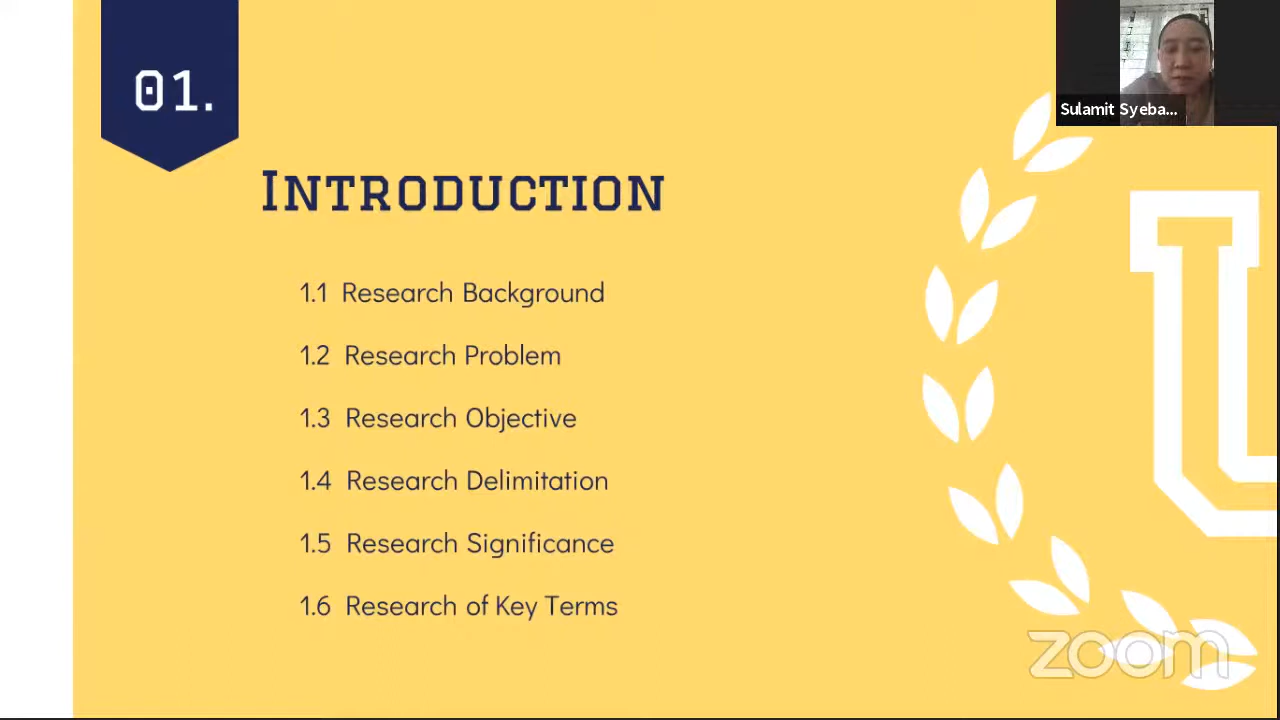 01.
Sulamit Syeba...
Introduction
1.1 Research Background
1.2 Research Problem
1.3 Research Objective
1.4 Research Delimitation
1.5 Research Significance
1.6 Research of Key Terms
zoom